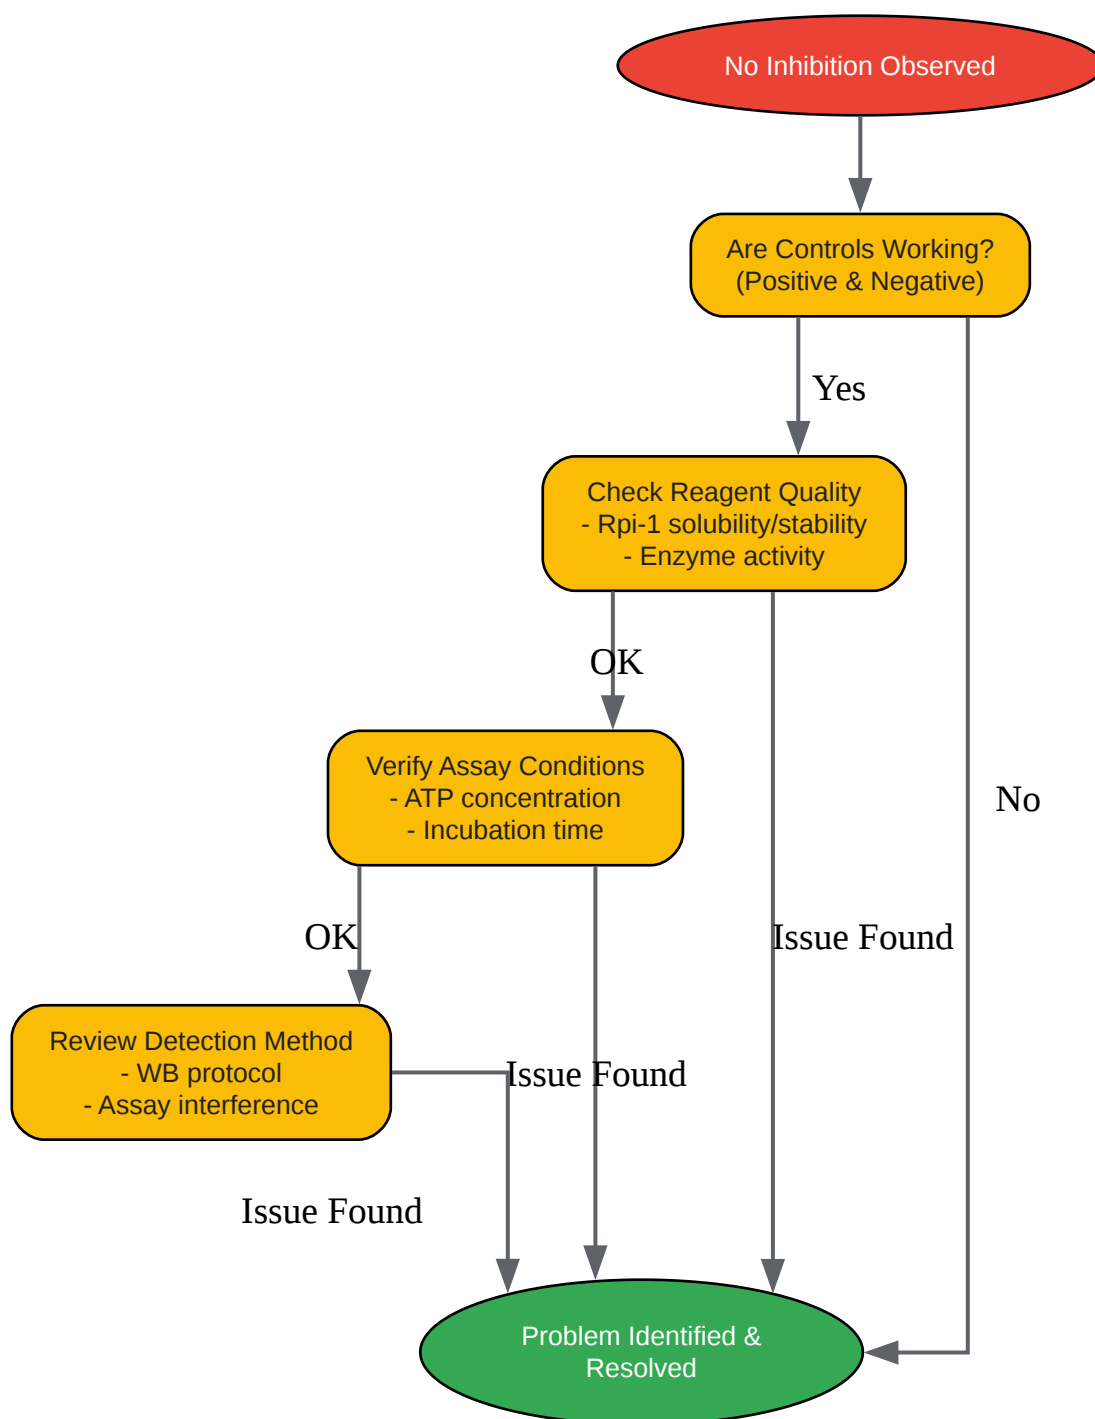 No Inhibition Observed
Are Controls Working?
(Positive & Negative)
Yes
Check Reagent Quality
- Rpi-1 solubility/stability
- Enzyme activity
OK
Verify Assay Conditions
- ATP concentration
- Incubation time
No
OK
Issue Found
Review Detection Method
- WB protocol
- Assay interference
Issue Found
Issue Found
Problem Identified &
Resolved